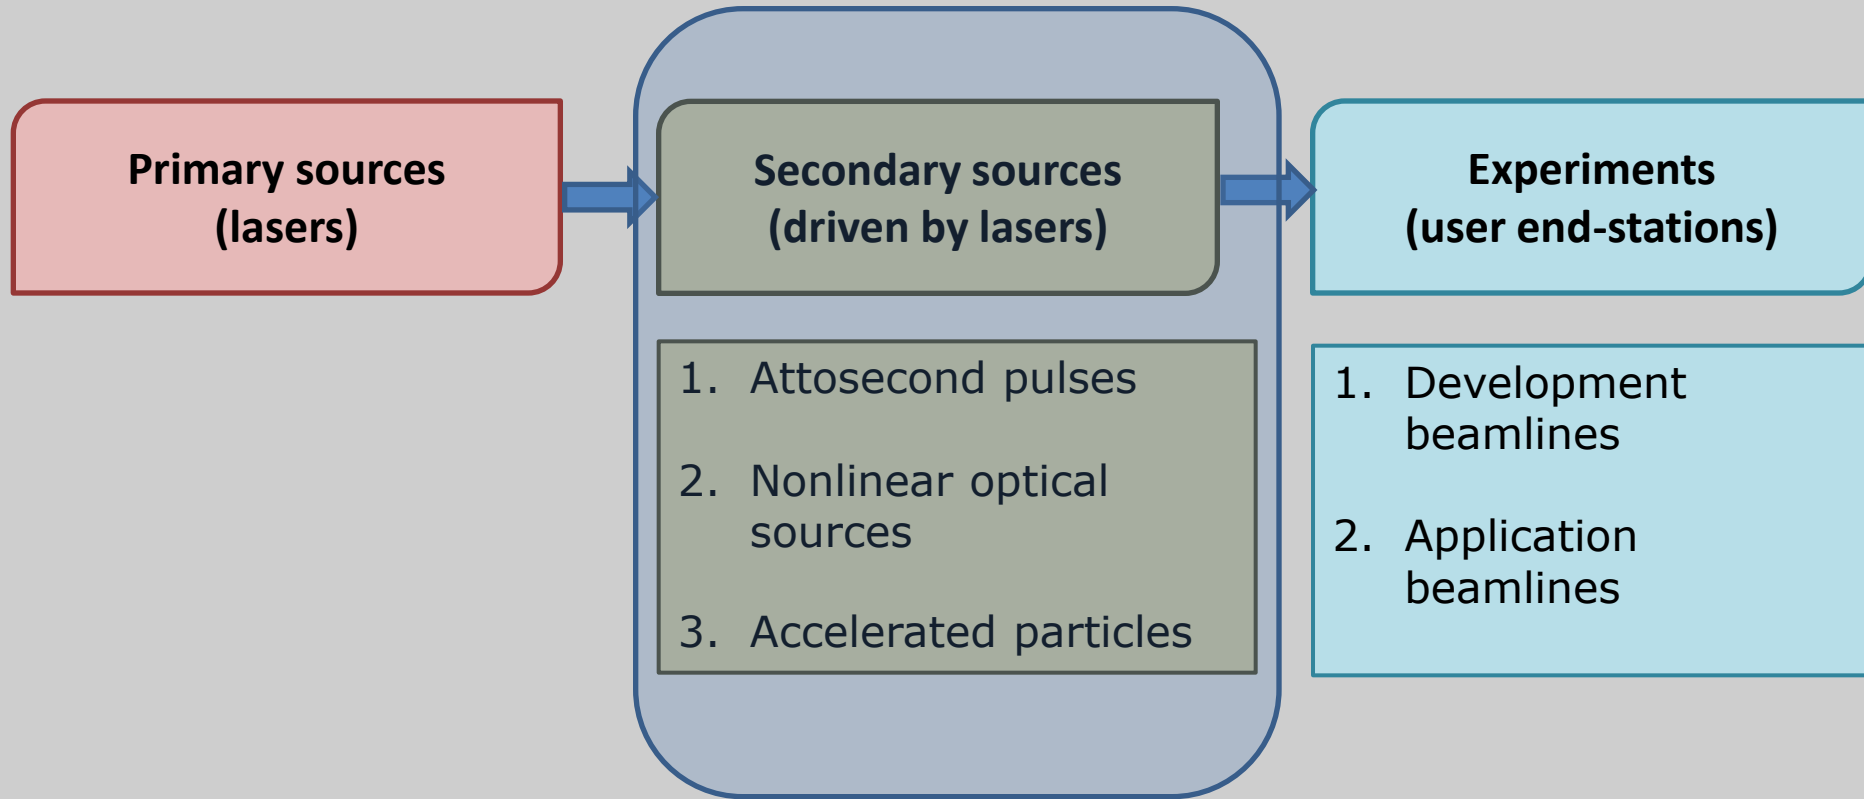 Primary sources
(lasers)
Secondary sources
(driven by lasers)
1. Attosecond pulses
2. Nonlinear optical
sources
3. Accelerated particles
Experiments
(user end-stations)
1. Development
beamlines
2. Application
beamlines